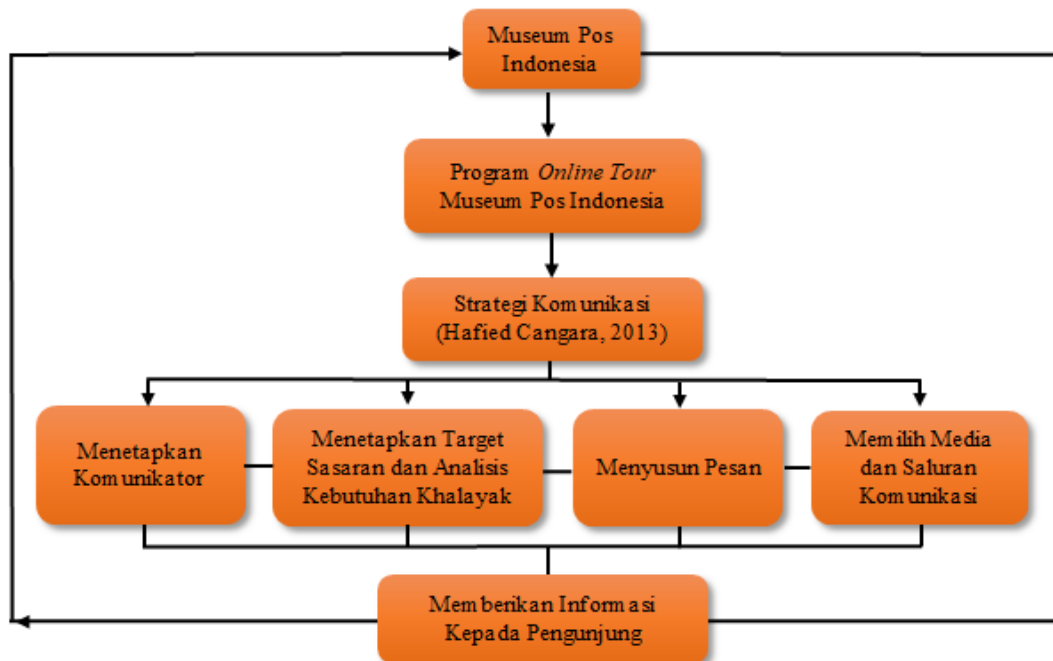 Museum Pos
Indonesia
Program Online Tour
Museum Pos Indonesia
Strategi Komunikasi
(Hafied Cangara, 2013)
Menetapkan
Komunikator
Menetapkan Target
Sasaran dan Analisis
Kebutuhan Khalayak
Menyusun Pesan
Memilih Media
dan Saluran
Komunikasi
Memberikan Informasi
Kepada Pengunjung